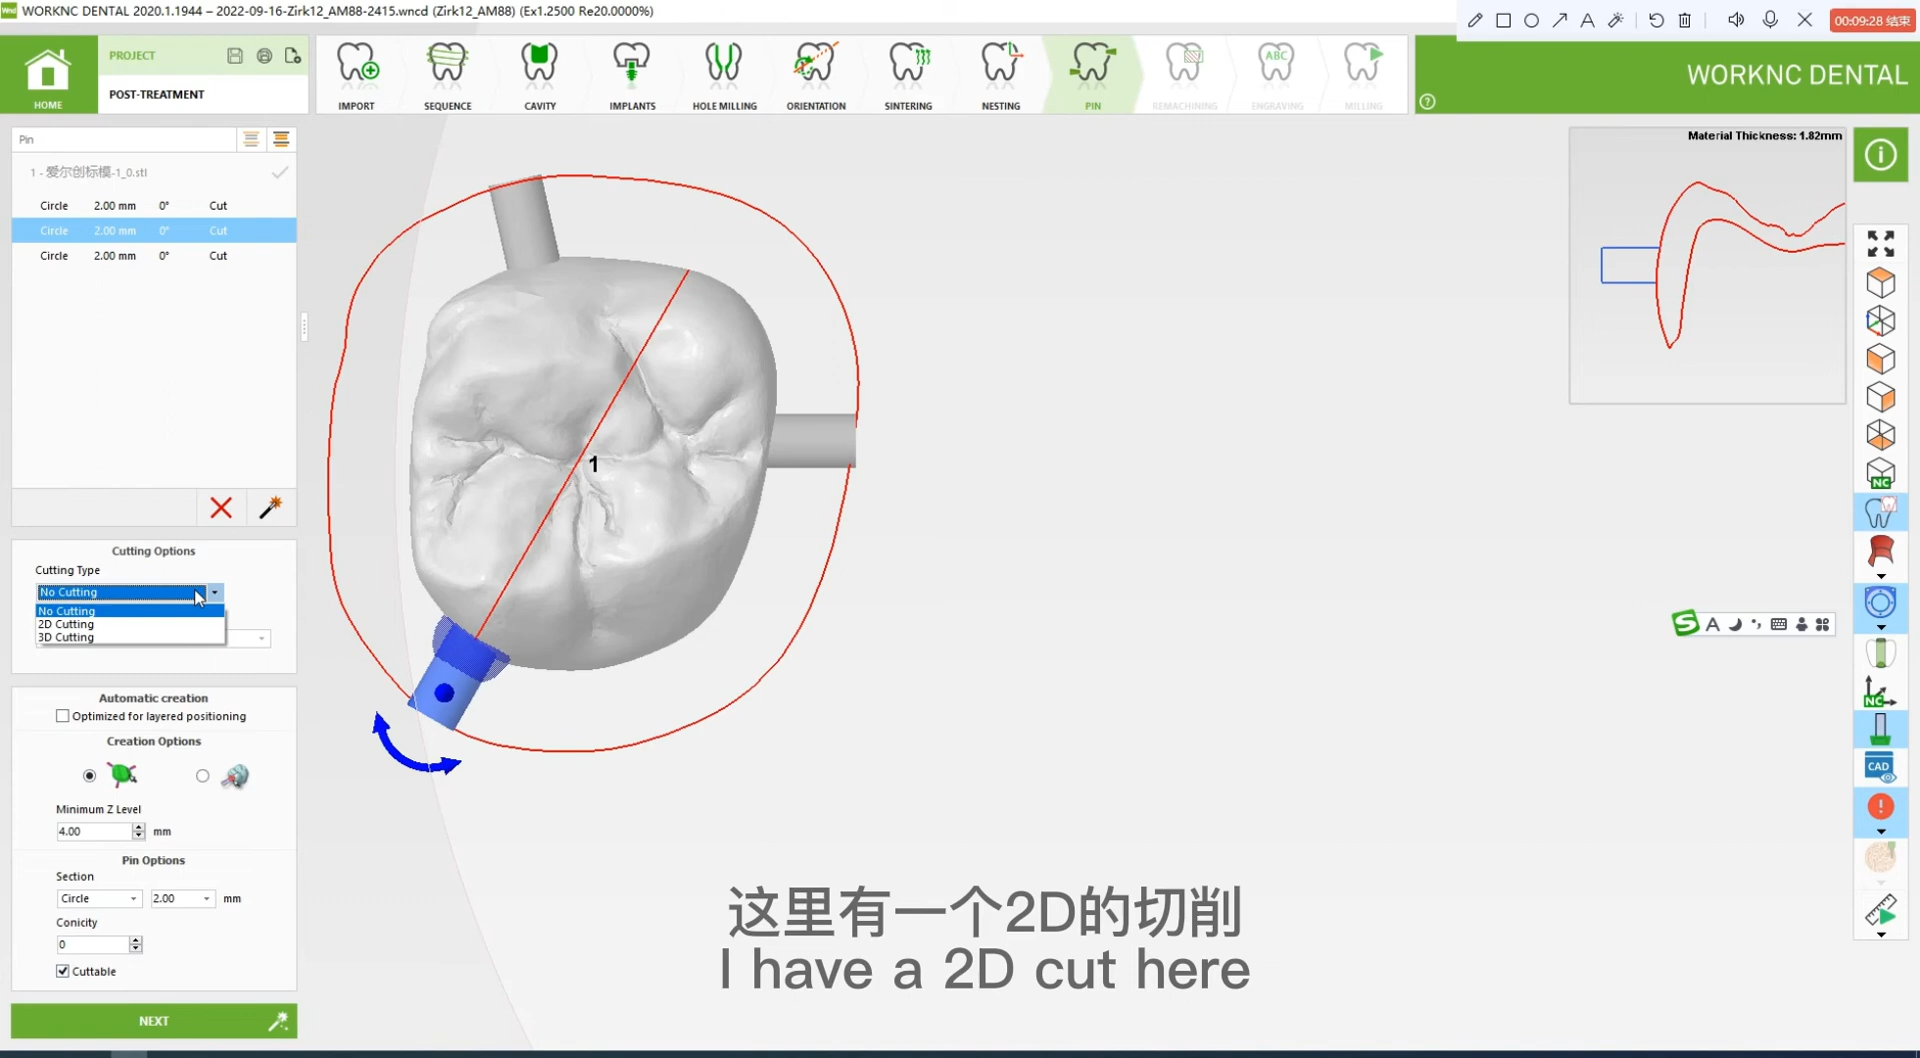 WORKNC DENTAL 2020.1.1944 – 2022-09-16-Zirk12_AM88-2415.wncd (Zirk12_AM88) (Ex1.2500 Re20.0000%)
00:09:28 结束
HOME
PROJECT
POST-TREATMENT
IMPORT
SEQUENCE
CAVITY
IMPLANTS
HOLE MILLING
ORIENTATION
SINTERING
NESTING
PIN
REMACHINING
ABC
ENGRAVING
MILLING
WORKNC DENTAL
Pin
1 - 爱尔创标模-1_0.stl
Circle 2.00 mm 0° Cut
Circle 2.00 mm 0° Cut
Circle 2.00 mm 0° Cut
Cutting Options
Cutting Type
No Cutting
No Cutting
2D Cutting
3D Cutting
Automatic creation
Optimized for layered positioning
Creation Options
Minimum Z Level
4.00 mm
Pin Options
Section
Circle 2.00 mm
Conicity
0
Cuttable
NEXT
1
Material Thickness: 1.82mm
NC
NC
CAD
这里有一个2D的切削
I have a 2D cut here